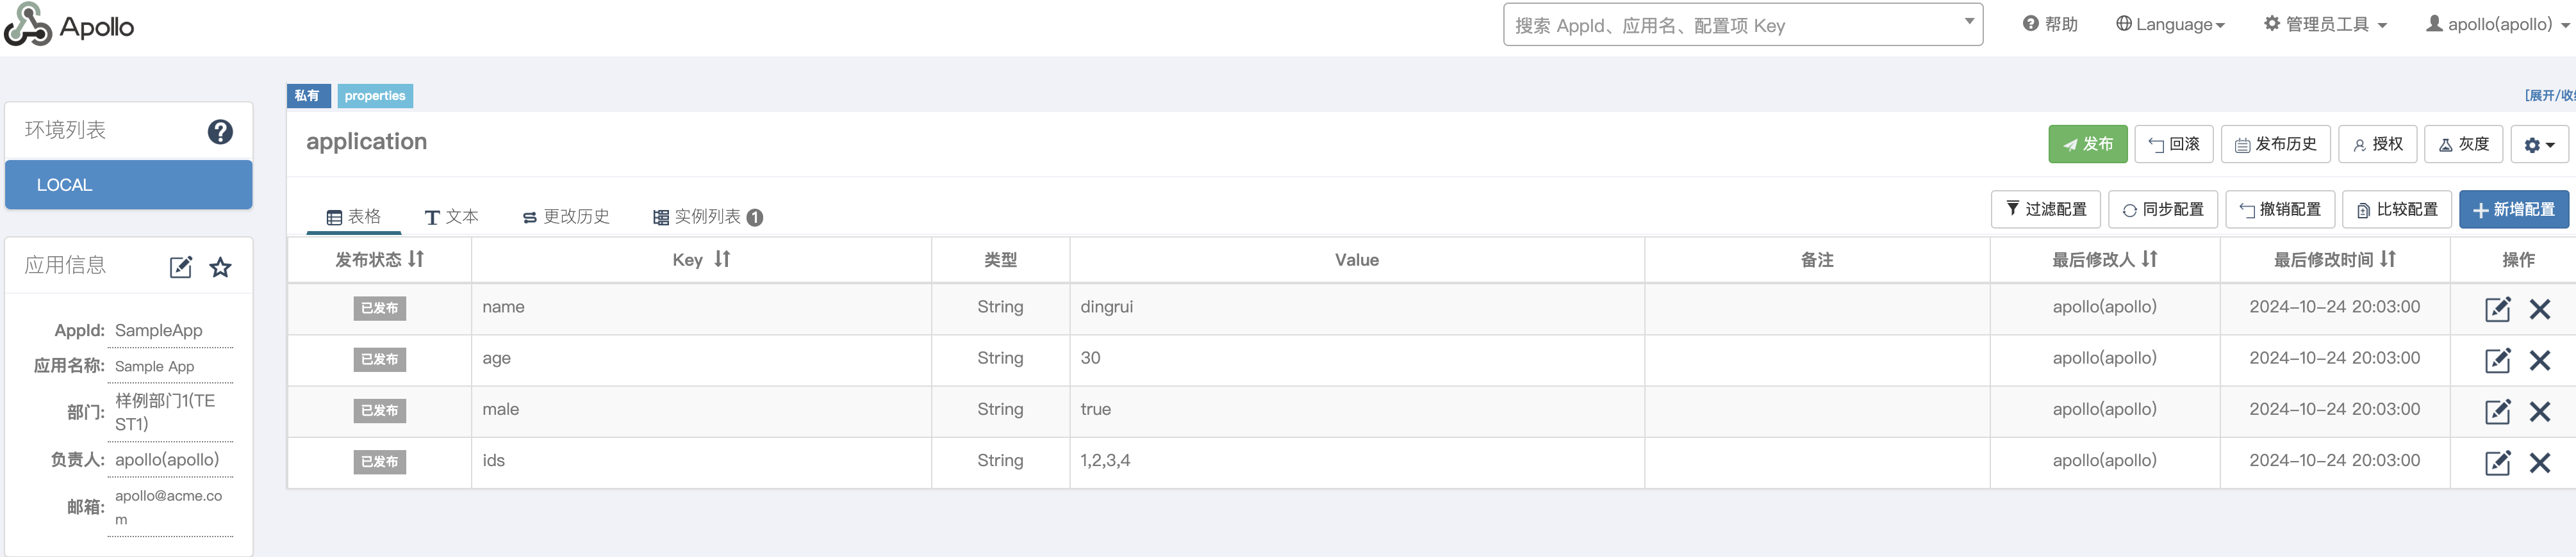 Apollo
搜索 AppId、应用名、配置项 Key
帮助
Language
管理员工具
apollo(apollo)
私有
properties
[展开/收
环境列表
LOCAL
application
发布
回滚
发布历史
授权
灰度
表格
文本
更改历史
实例列表 1
过滤配置
同步配置
撤销配置
比较配置
新增配置
应用信息
AppId: SampleApp
应用名称: Sample App
部门: 样例部门1(TE
ST1)
负责人: apollo(apollo)
邮箱: apollo@acme.co
m
发布状态 Key 类型 Value 备注 最后修改人 最后修改时间 操作
已发布 name String dingrui apollo(apollo) 2024-10-24 20:03:00
已发布 age String 30 apollo(apollo) 2024-10-24 20:03:00
已发布 male String true apollo(apollo) 2024-10-24 20:03:00
已发布 ids String 1,2,3,4 apollo(apollo) 2024-10-24 20:03:00